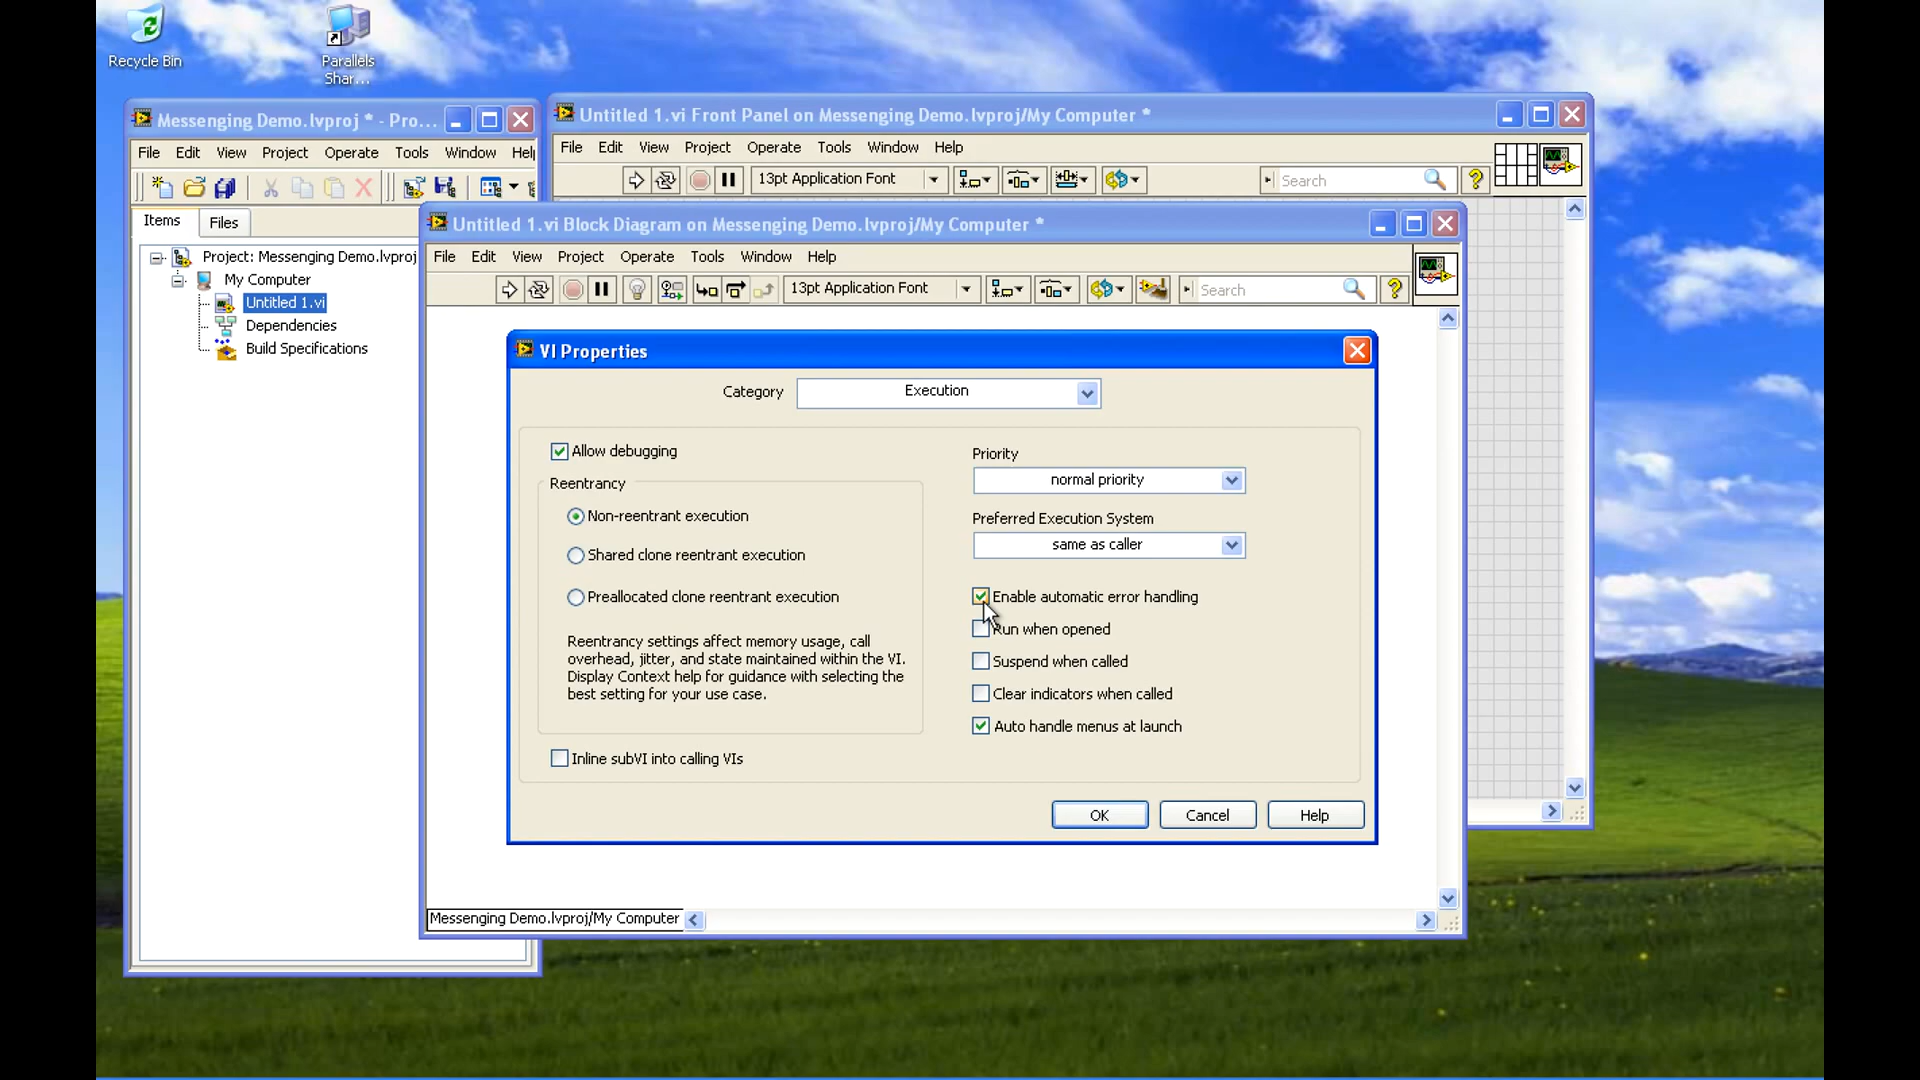 Recycle Bin
Parallels
Shar...
Messenging Demo.lvproj * - Pro...
File Edit View Project Operate Tools Window Hel
Items Files
Project: Messenging Demo.lvproj
My Computer
Untitled 1.vi
Dependencies
Build Specifications
Untitled 1.vi Front Panel on Messenging Demo.lvproj/My Computer *
File Edit View Project Operate Tools Window Help
13pt Application Font
Search
Untitled 1.vi Block Diagram on Messenging Demo.lvproj/My Computer *
File Edit View Project Operate Tools Window Help
13pt Application Font
Search
VI Properties
Category Execution
Allow debugging
Reentrancy
Non-reentrant execution
Shared clone reentrant execution
Preallocated clone reentrant execution
Reentrancy settings affect memory usage, call
overhead, jitter, and state maintained within the VI.
Display Context help for guidance with selecting the
best setting for your use case.
Inline subVI into calling VIs
Priority
normal priority
Preferred Execution System
same as caller
Enable automatic error handling
Run when opened
Suspend when called
Clear indicators when called
Auto handle menus at launch
OK Cancel Help
Messenging Demo.lvproj/My Computer